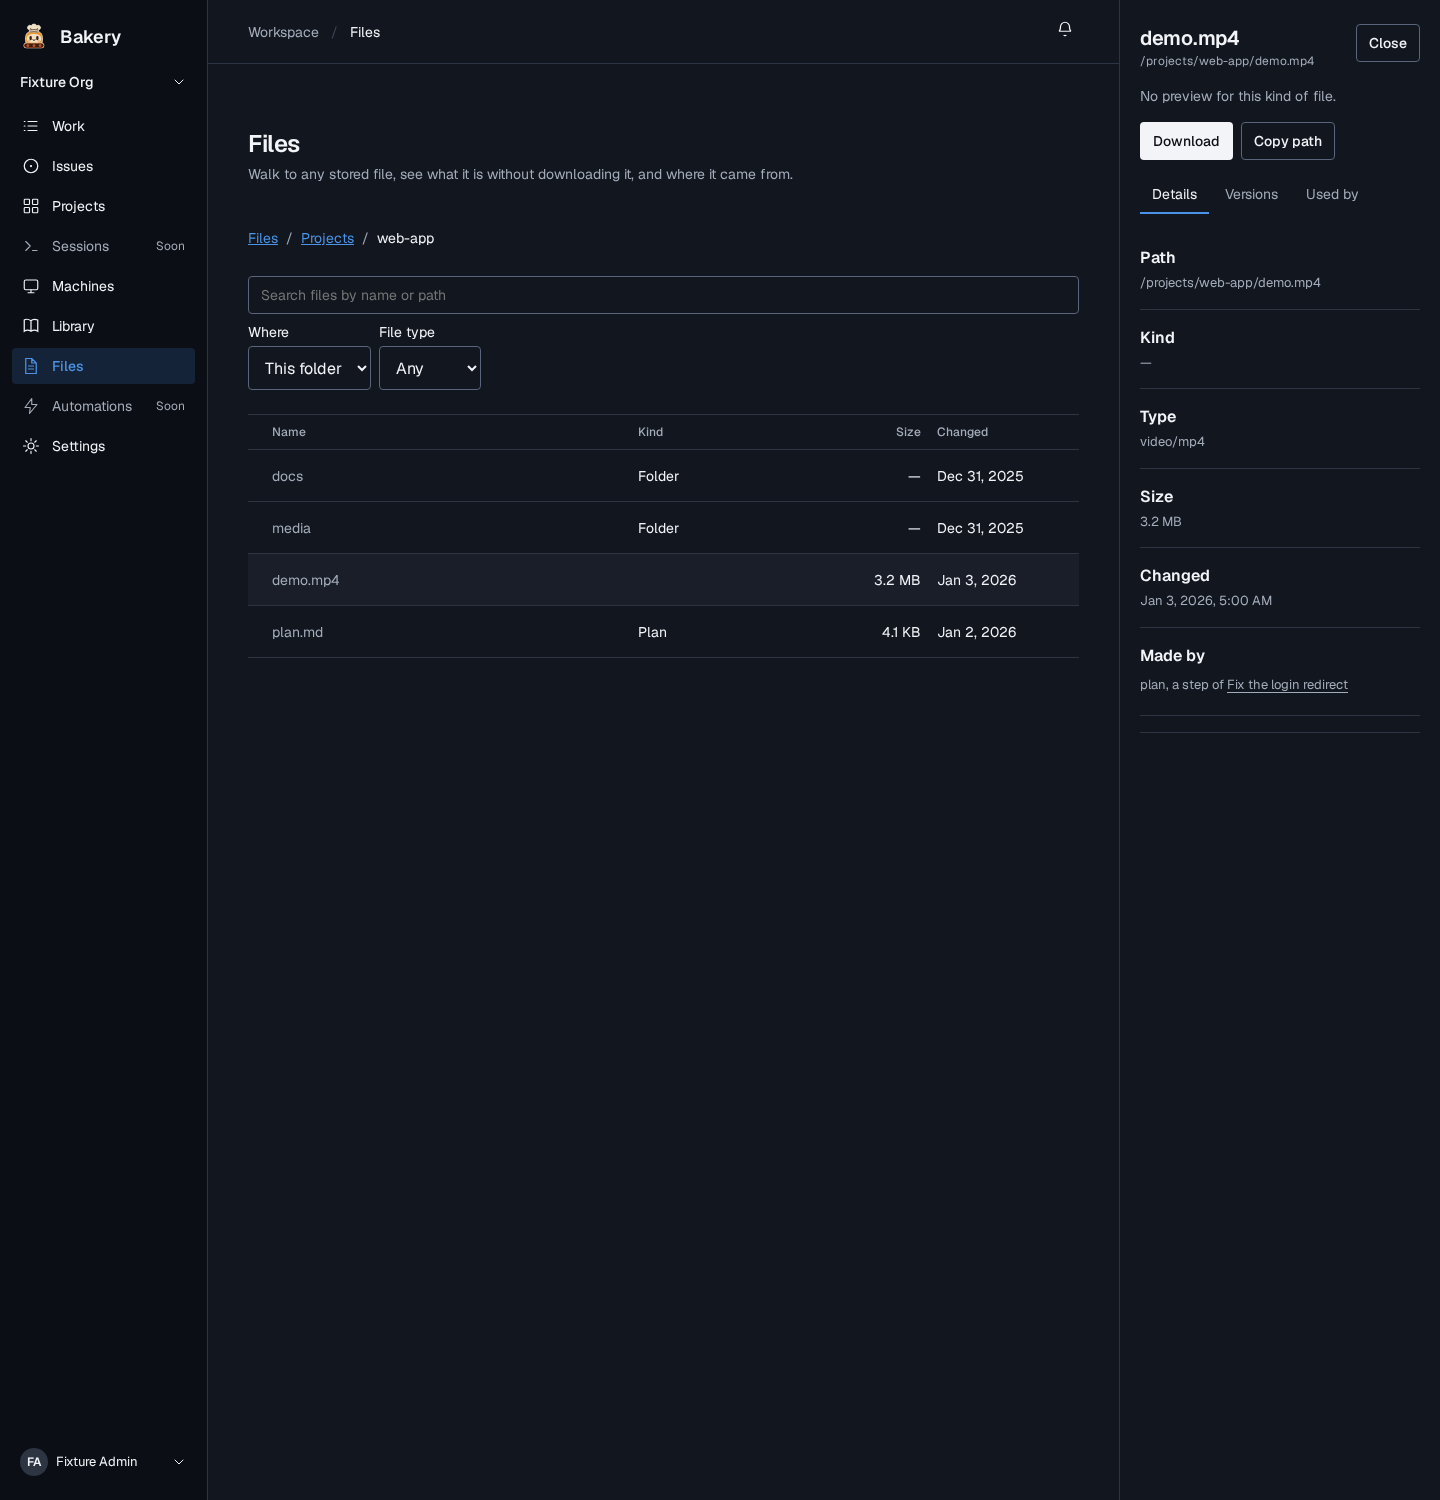 Bakery
Fixture Org
Work
Issues
Projects
Sessions Soon
Machines
Library
Files
Automations Soon
Settings
FA Fixture Admin
Workspace / Files
Files
Walk to any stored file, see what it is without downloading it, and where it came from.
Files / Projects / web-app
Search files by name or path
Where File type
This folder Any
Name Kind Size Changed
docs Folder — Dec 31, 2025
media Folder — Dec 31, 2025
demo.mp4 3.2 MB Jan 3, 2026
plan.md Plan 4.1 KB Jan 2, 2026
demo.mp4
Close
/projects/web-app/demo.mp4
No preview for this kind of file.
Download Copy path
Details Versions Used by
Path
/projects/web-app/demo.mp4
Kind
—
Type
video/mp4
Size
3.2 MB
Changed
Jan 3, 2026, 5:00 AM
Made by
plan, a step of Fix the login redirect